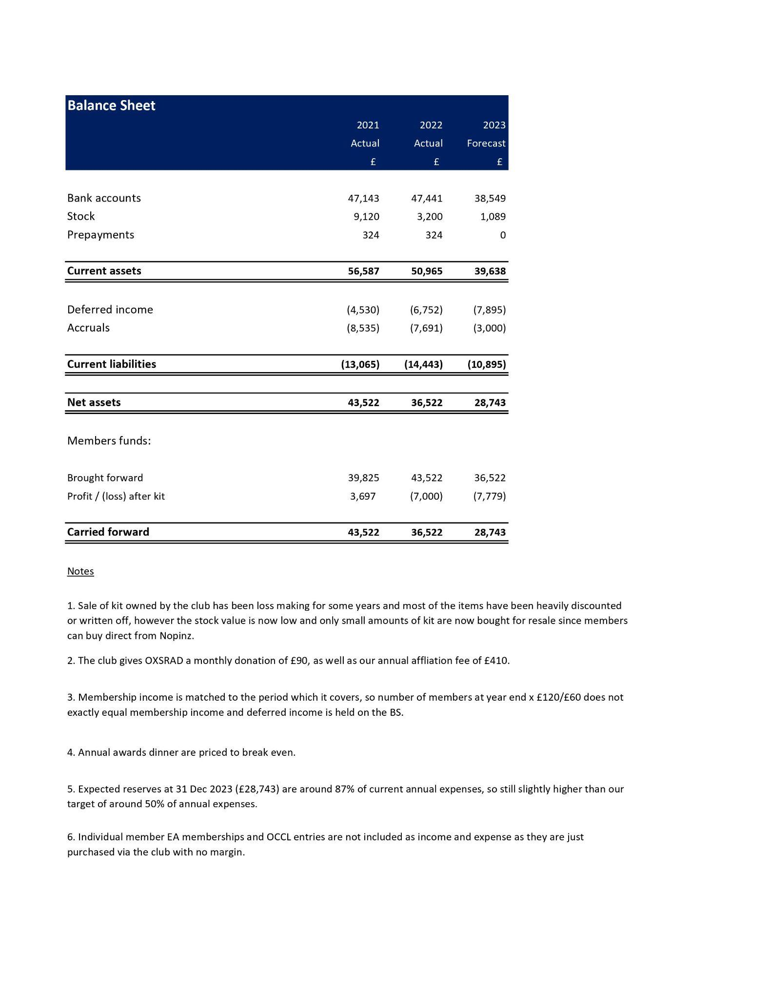 Balance Sheet
2021 2022 2023
Actual Actual Forecast
£ £ £
Bank accounts 47,143 47,441 38,549
Stock 9,120 3,200 1,089
Prepayments 324 324 0
Current assets 56,587 50,965 39,638
Deferred income (4,530) (6,752) (7,895)
Accruals (8,535) (7,691) (3,000)
Current liabilities (13,065) (14,443) (10,895)
Net assets 43,522 36,522 28,743
Members funds:
Brought forward 39,825 43,522 36,522
Profit / (loss) after kit 3,697 (7,000) (7,779)
Carried forward 43,522 36,522 28,743
Notes
1. Sale of kit owned by the club has been loss making for some years and most of the items have been heavily discounted
or written off, however the stock value is now low and only small amounts of kit are now bought for resale since members
can buy direct from Nopinz.
2. The club gives OXSRAD a monthly donation of £90, as well as our annual affliation fee of £410.
3. Membership income is matched to the period which it covers, so number of members at year end x £120/£60 does not
exactly equal membership income and deferred income is held on the BS.
4. Annual awards dinner are priced to break even.
5. Expected reserves at 31 Dec 2023 (£28,743) are around 87% of current annual expenses, so still slightly higher than our
target of around 50% of annual expenses.
6. Individual member EA memberships and OCCL entries are not included as income and expense as they are just
purchased via the club with no margin.